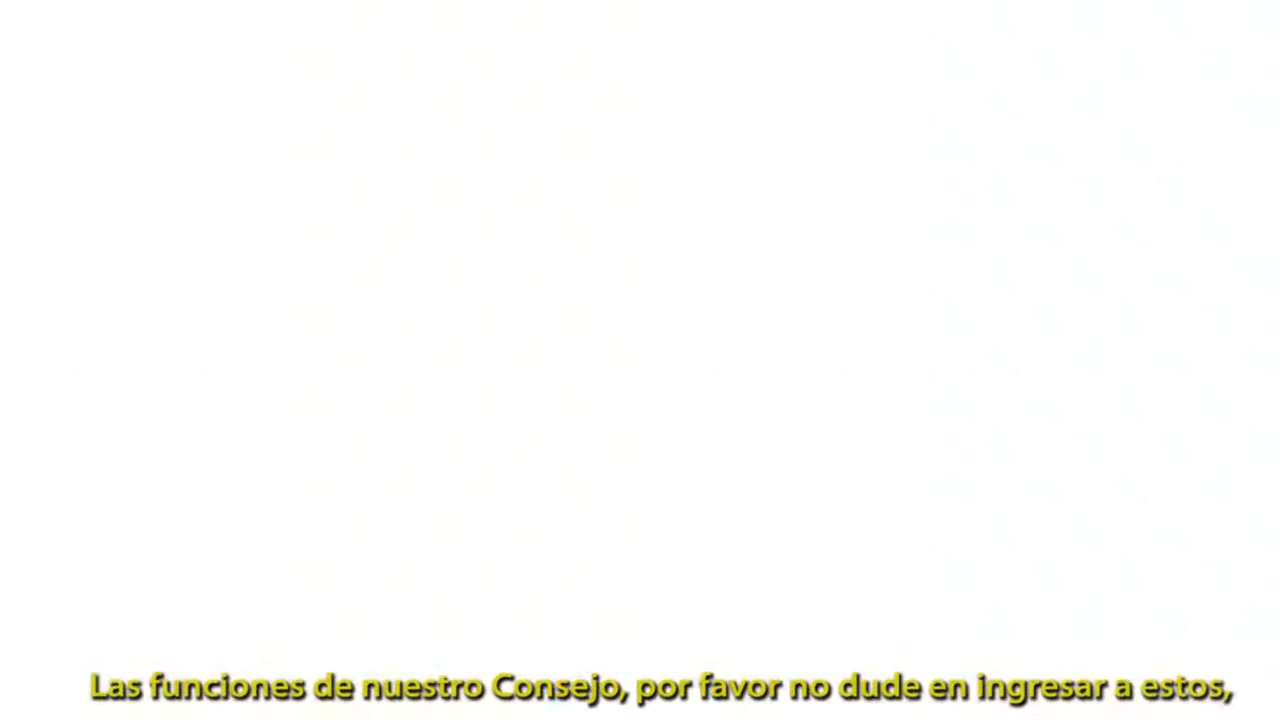 Las funciones de nuestro Consejo, por favor no dude en ingresar a estos,